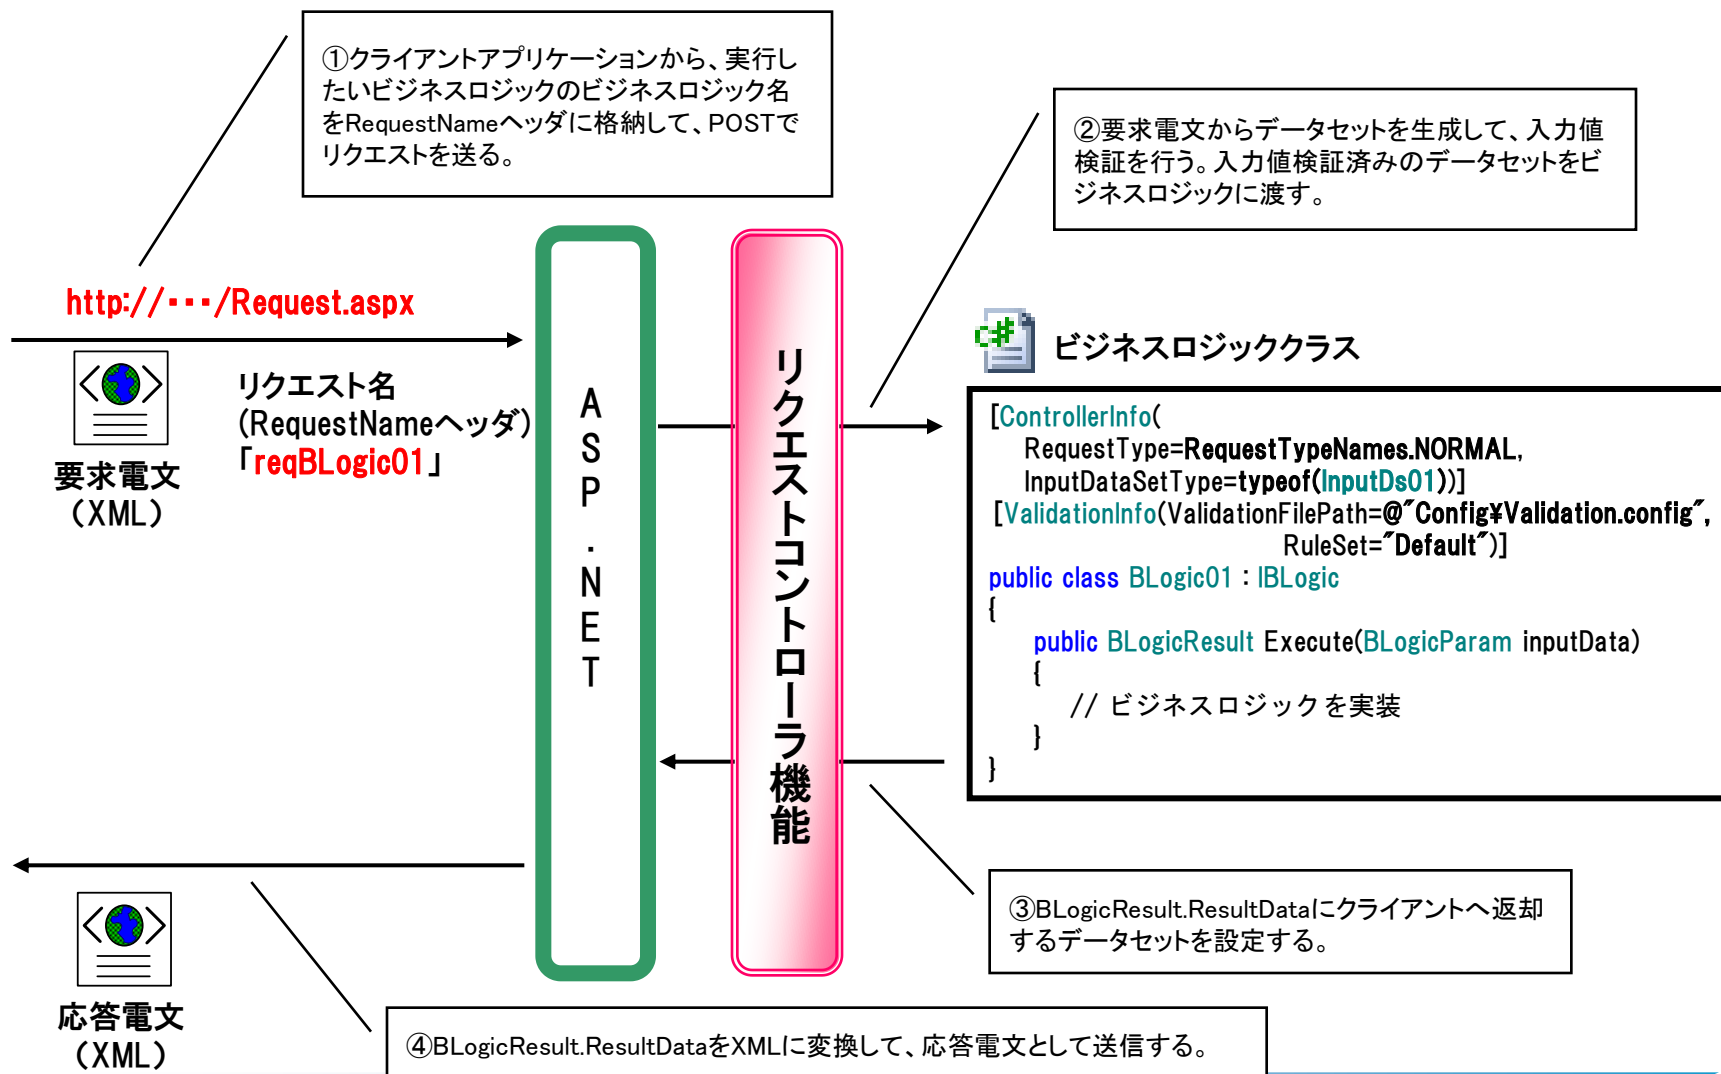 ①クライアントアプリケーションから、実行し
たいビジネスロジックのビジネスロジック名
をRequestNameヘッダに格納して、POSTで
リクエストを送る。
②要求電文からデータセットを生成して、入力値
検証を行う。入力値検証済みのデータセットをビ
ジネスロジックに渡す。
http://・・・/Request.aspx
リクエスト名
(RequestNameヘッダ)
「reqBLogic01」
要求電文
(XML)
ASP.NET
リクエストコントローラ機能
C#
ビジネスロジッククラス
[ControllerInfo(
RequestType=RequestTypeNames.NORMAL,
InputDataSetType=typeof(InputDs01))]
[ValidationInfo(ValidationFilePath=@"Config¥Validation.config",
RuleSet="Default")]
public class BLogic01 : IBLogic
{
public BLogicResult Execute(BLogicParam inputData)
{
// ビジネスロジックを実装
}
}
③BLogicResult.ResultDataにクライアントへ返却
するデータセットを設定する。
応答電文
(XML)
④BLogicResult.ResultDataをXMLに変換して、応答電文として送信する。